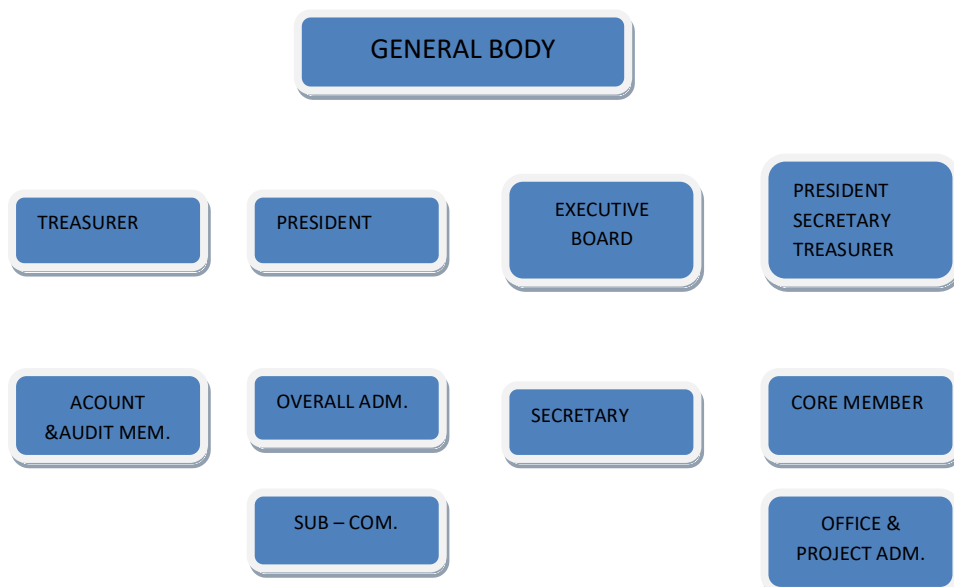 GENERAL BODY
TREASURER
PRESIDENT
EXECUTIVE
BOARD
PRESIDENT
SECRETARY
TREASURER
ACOUNT
&AUDIT MEM.
OVERALL ADM.
SECRETARY
CORE MEMBER
SUB – COM.
OFFICE &
PROJECT ADM.